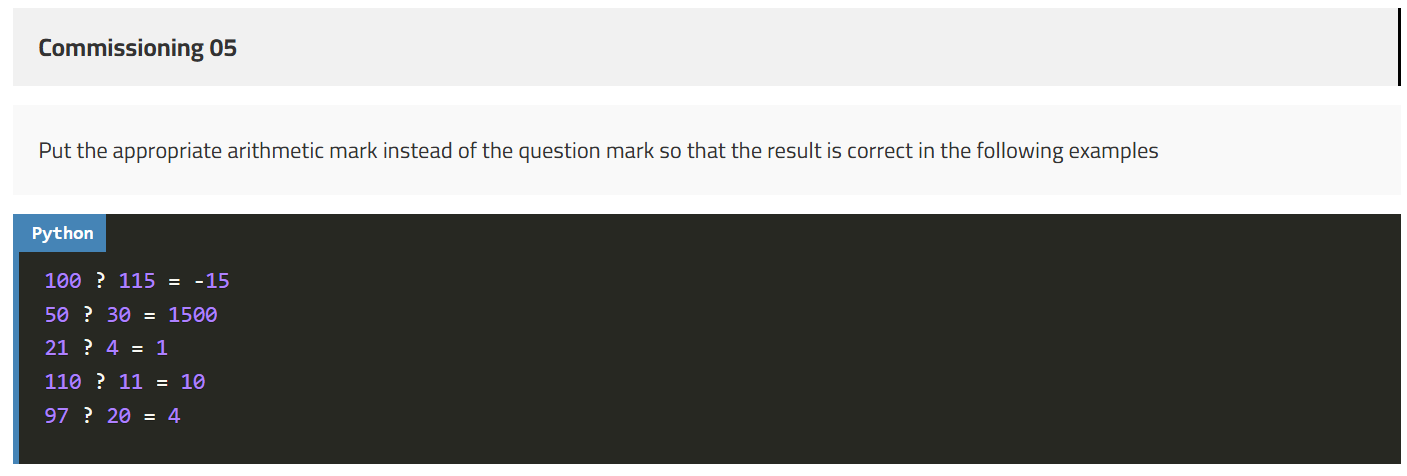 Commissioning 05
Put the appropriate arithmetic mark instead of the question mark so that the result is correct in the following examples
Python
100 ? 115 = -15
50 ? 30 = 1500
21 ? 4 = 1
110 ? 11 = 10
97 ? 20 = 4